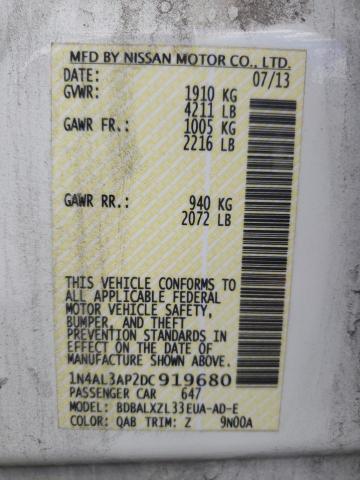 MFD BY NISSAN MOTOR CO., LTD.
DATE: 07/13
GVWR: 1910 KG
4211 LB
GAWR FR.: 1005 KG
2216 LB
GAWR RR.: 940 KG
2072 LB
THIS VEHICLE CONFORMS TO
ALL APPLICABLE FEDERAL
MOTOR VEHICLE SAFETY,
BUMPER, AND THEFT
PREVENTION STANDARDS IN
EFFECT ON THE DATE OF
MANUFACTURE SHOWN ABOVE.
1N4AL3AP2DC919680
PASSENGER CAR 647
MODEL: BDBALXZL33EUA-AD-E
COLOR: QAB TRIM: Z 9N00A